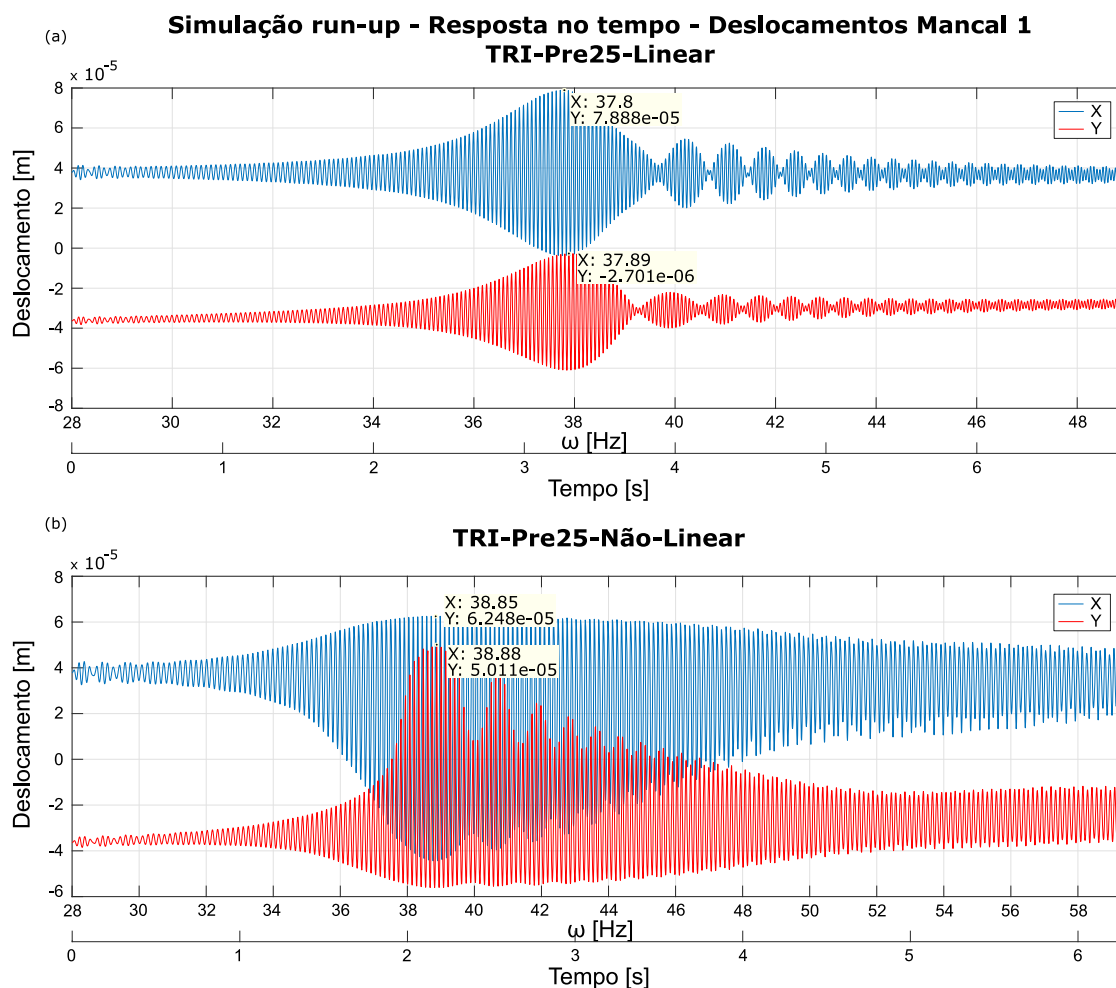 Simulação run-up - Resposta no tempo - Deslocamentos Mancal 1
(a)
TRI-Pre25-Linear
× 10⁻⁵
8
6
4
2
0
-2
-4
-6
-8
Deslocamento [m]
X: 37.8
Y: 7.888e-05
X: 37.89
Y: -2.701e-06
X
Y
28 30 32 34 36 38 40 42 44 46 48
ω [Hz]
0 1 2 3 4 5 6
Tempo [s]
(b)
TRI-Pre25-Não-Linear
× 10⁻⁵
8
6
4
2
0
-2
-4
-6
Deslocamento [m]
X: 38.85
Y: 6.248e-05
X: 38.88
Y: 5.011e-05
X
Y
28 30 32 34 36 38 40 42 44 46 48 50 52 54 56 58
ω [Hz]
0 1 2 3 4 5 6
Tempo [s]